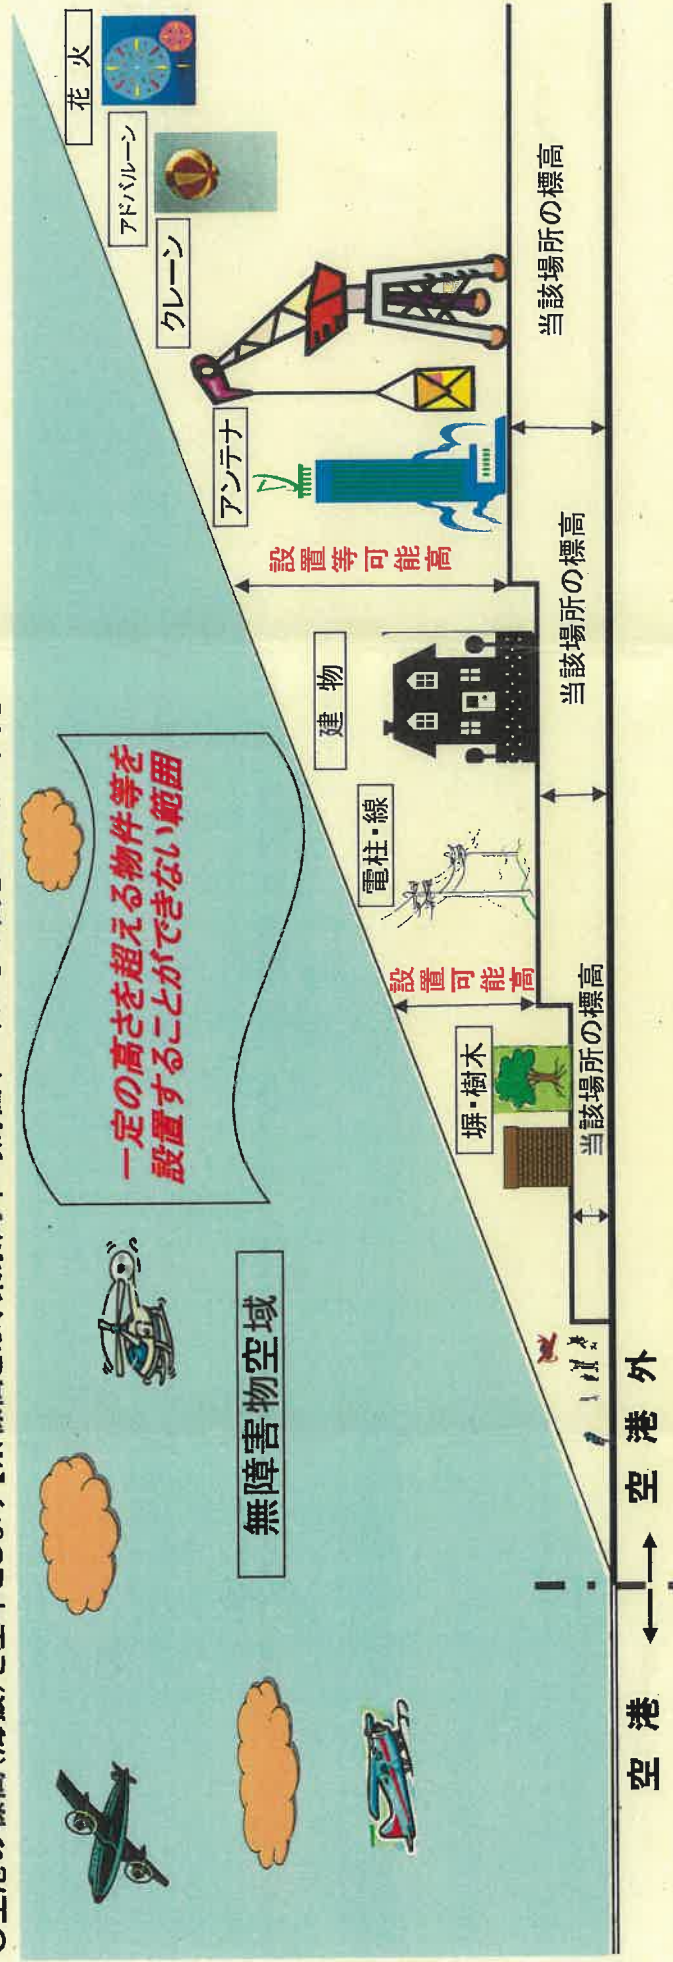 一定の高さを超える物件等を
設置することができない範囲
無障害物空域
花火
アドバルーン
クレーン
アンテナ
設置等可能高
建物
電柱・線
設置可能高
塀・樹木
当該場所の標高
当該場所の標高
当該場所の標高
空港
空港外